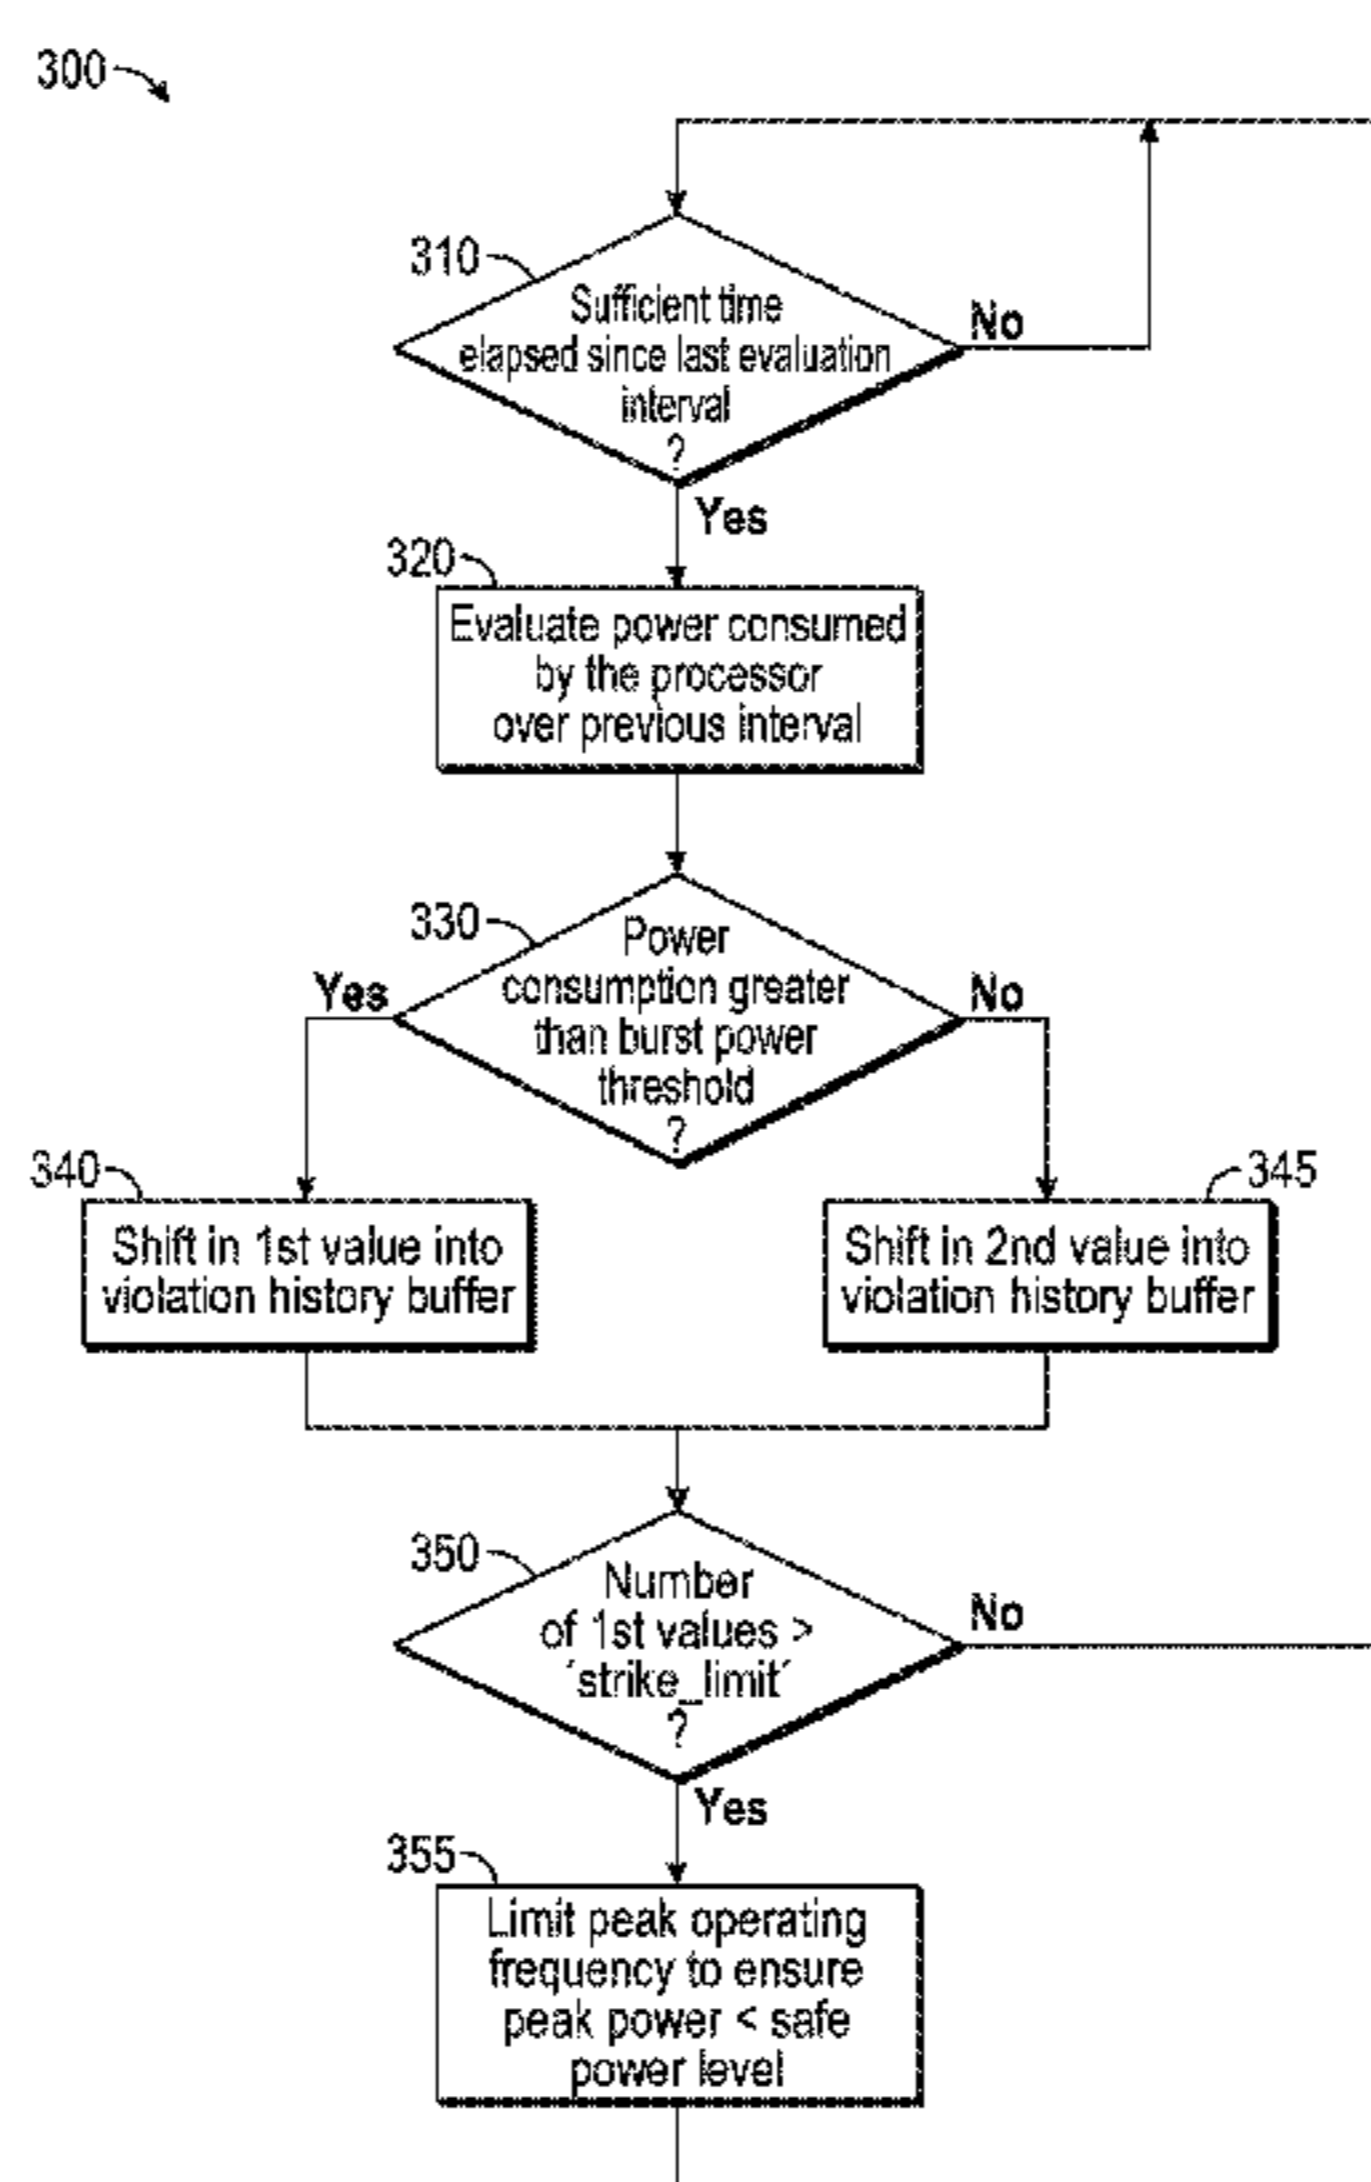 300
310
Sufficient time
elapsed since last evaluation
interval
?
No
Yes
320
Evaluate power consumed
by the processor
over previous interval
330
Power
consumption greater
than burst power
threshold
?
Yes
No
340
Shift in 1st value into
violation history buffer
345
Shift in 2nd value into
violation history buffer
350
Number
of 1st values >
´strike_limit´
?
No
Yes
355
Limit peak operating
frequency to ensure
peak power < safe
power level